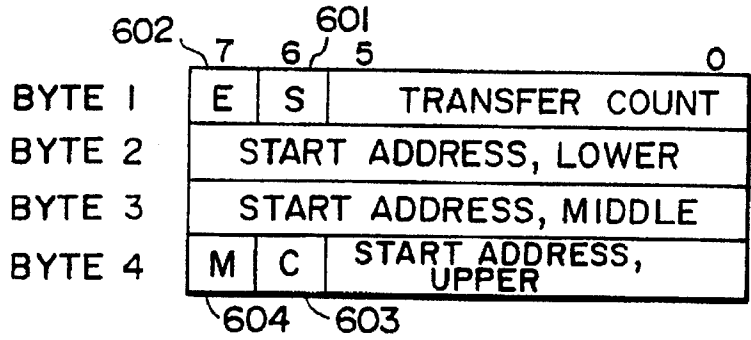 602 601
7 6 5 0
BYTE 1 E S TRANSFER COUNT
BYTE 2 START ADDRESS, LOWER
BYTE 3 START ADDRESS, MIDDLE
BYTE 4 M C START ADDRESS,
UPPER
604 603